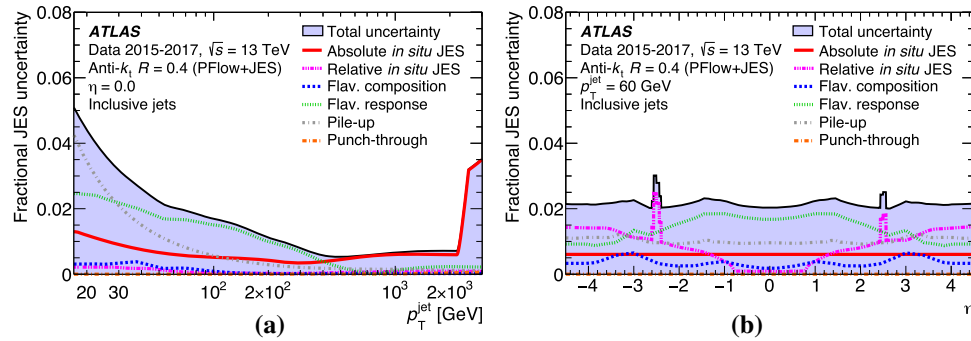 Fractional JES uncertainty
0.08
0.06
0.04
0.02
0
ATLAS
Data 2015-2017, √s = 13 TeV
Anti-kt R = 0.4 (PFlow+JES)
η = 0.0
Inclusive jets
Total uncertainty
Absolute in situ JES
Relative in situ JES
Flav. composition
Flav. response
Pile-up
Punch-through
20 30 10² 2×10² 10³ 2×10³
p_T^jet [GeV]
(a)
Fractional JES uncertainty
0.08
0.06
0.04
0.02
0
ATLAS
Data 2015-2017, √s = 13 TeV
Anti-kt R = 0.4 (PFlow+JES)
p_T^jet = 60 GeV
Inclusive jets
Total uncertainty
Absolute in situ JES
Relative in situ JES
Flav. composition
Flav. response
Pile-up
Punch-through
-4 -3 -2 -1 0 1 2 3 4
η
(b)